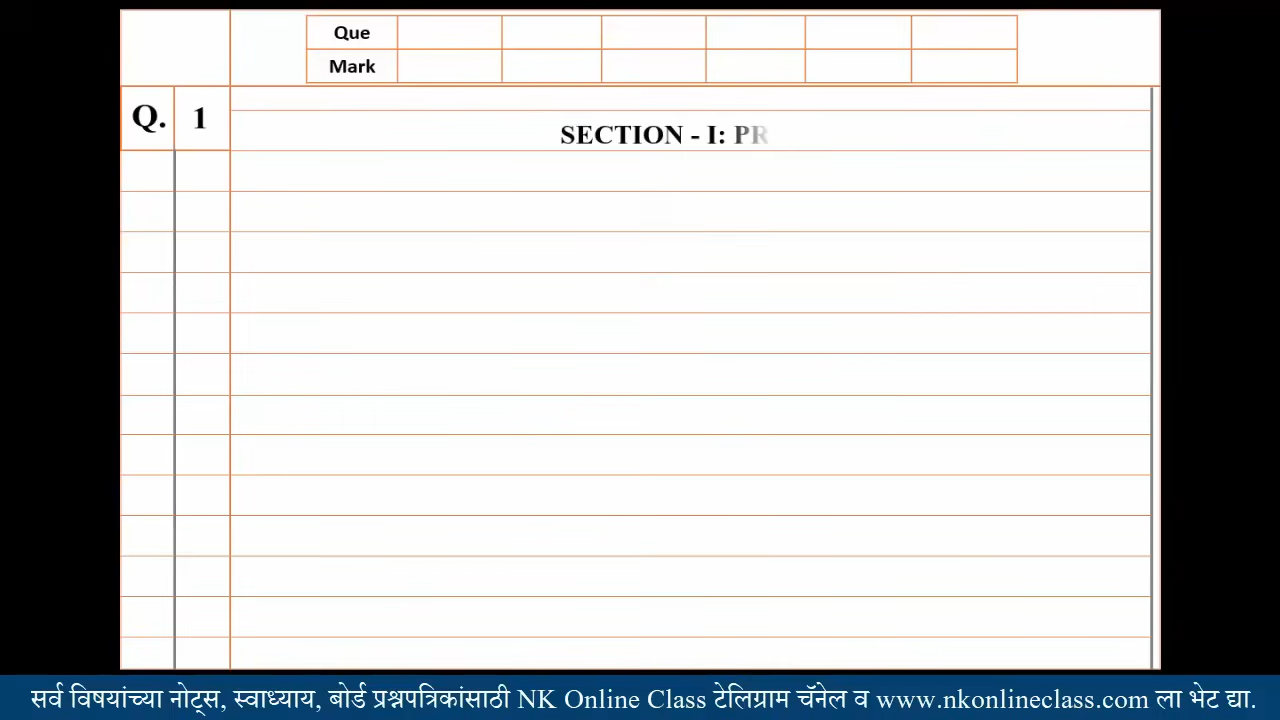 Que
Mark
Q. 1
SECTION - I: PR
सर्व विषयांच्या नोट्स, स्वाध्याय, बोर्ड प्रश्नपत्रिकांसाठी NK Online Class टेलिग्राम चॅनेल व www.nkonlineclass.com ला भेट द्या.